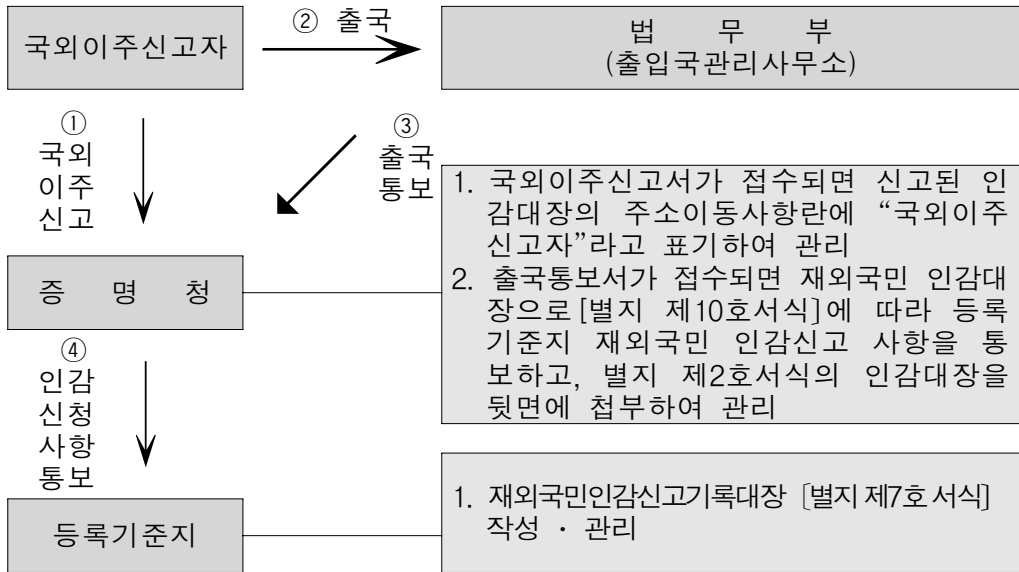 국외이주신고자
② 출국
법 무 부
(출입국관리사무소)
①
국외
이주
신고
③
출국
통보
증 명 청
1. 국외이주신고서가 접수되면 신고된 인
감대장의 주소이동사항란에 “국외이주
신고자”라고 표기하여 관리
2. 출국통보서가 접수되면 재외국민 인감대
장으로[별지 제10호서식]에 따라 등록
기준지 재외국민 인감신고 사항을 통
보하고, 별지 제2호서식의 인감대장을
뒷면에 첩부하여 관리
④
인감
신청
사항
통보
등록기준지
1. 재외국민인감신고기록대장 [별지 제7호 서식]
작성 · 관리